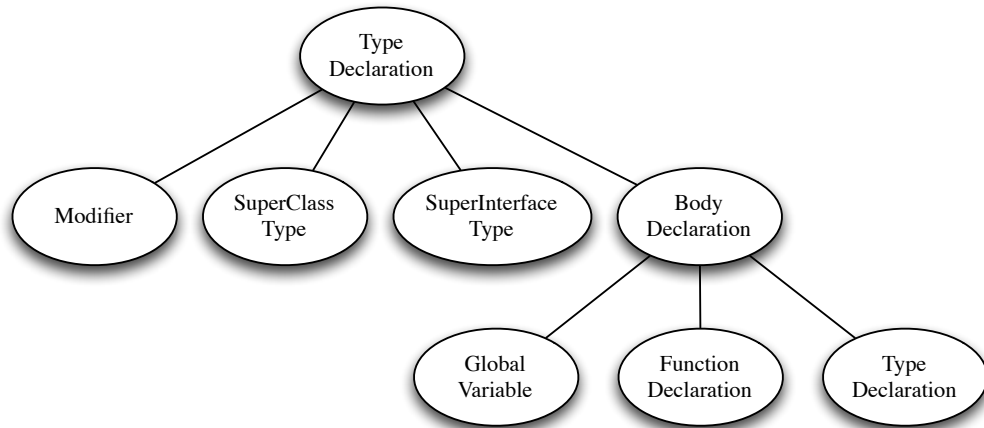 Type
Declaration
Modifier
SuperClass
Type
SuperInterface
Type
Body
Declaration
Global
Variable
Function
Declaration
Type
Declaration